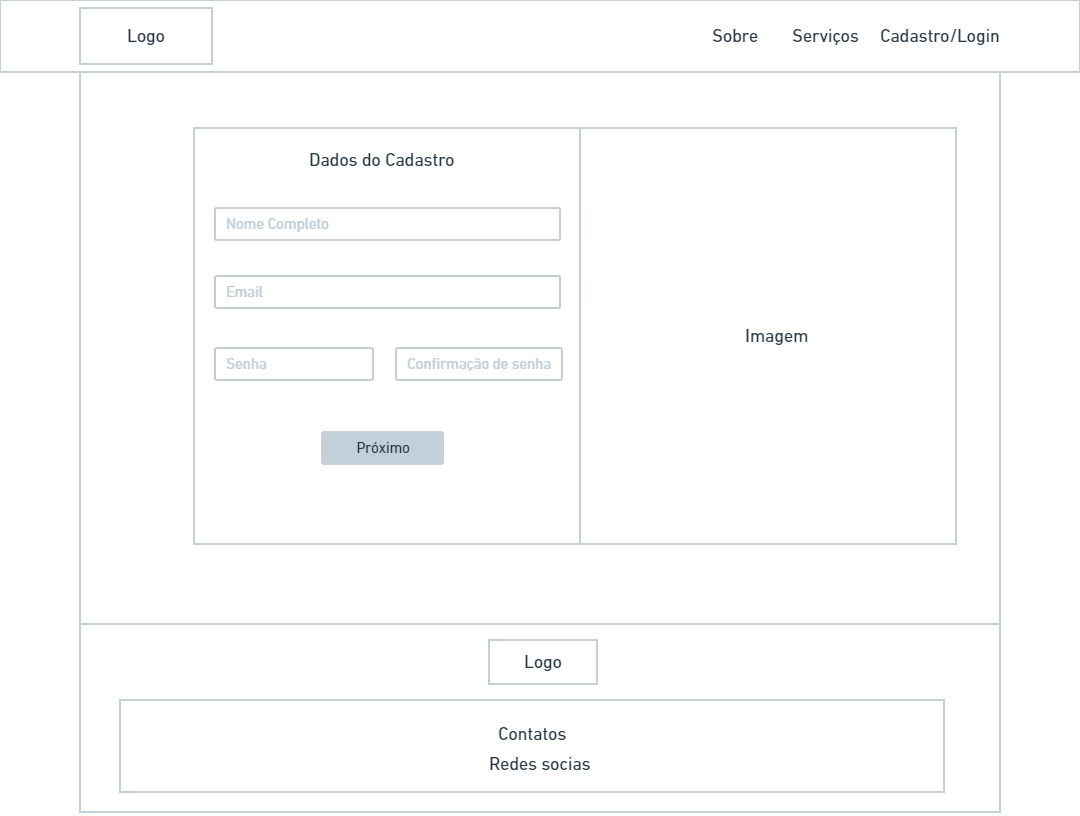 Logo
Sobre Serviços Cadastro/Login
Dados do Cadastro
Nome Completo
Email
Senha Confirmação de senha
Próximo
Imagem
Logo
Contatos
Redes socias